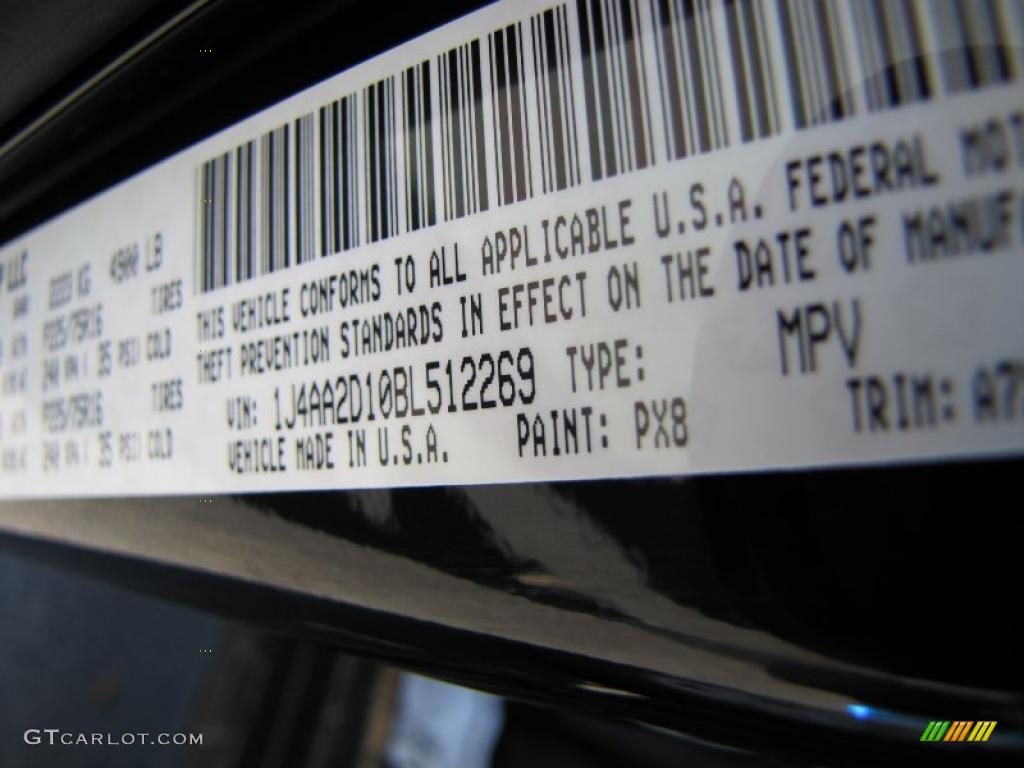 P LLC
2223 KG 4900 LB
TIRES
P225/75R16
240 KPA ( 35 PSI COLD
TIRES
P225/75R16
240 KPA ( 35 PSI COLD
THIS VEHICLE CONFORMS TO ALL APPLICABLE U.S.A. FEDERAL MOT
THEFT PREVENTION STANDARDS IN EFFECT ON THE DATE OF MANUFA
VIN: 1J4AA2D10BL512269 TYPE: MPV
VEHICLE MADE IN U.S.A. PAINT: PX8 TRIM: A7
GTCARLOT.COM